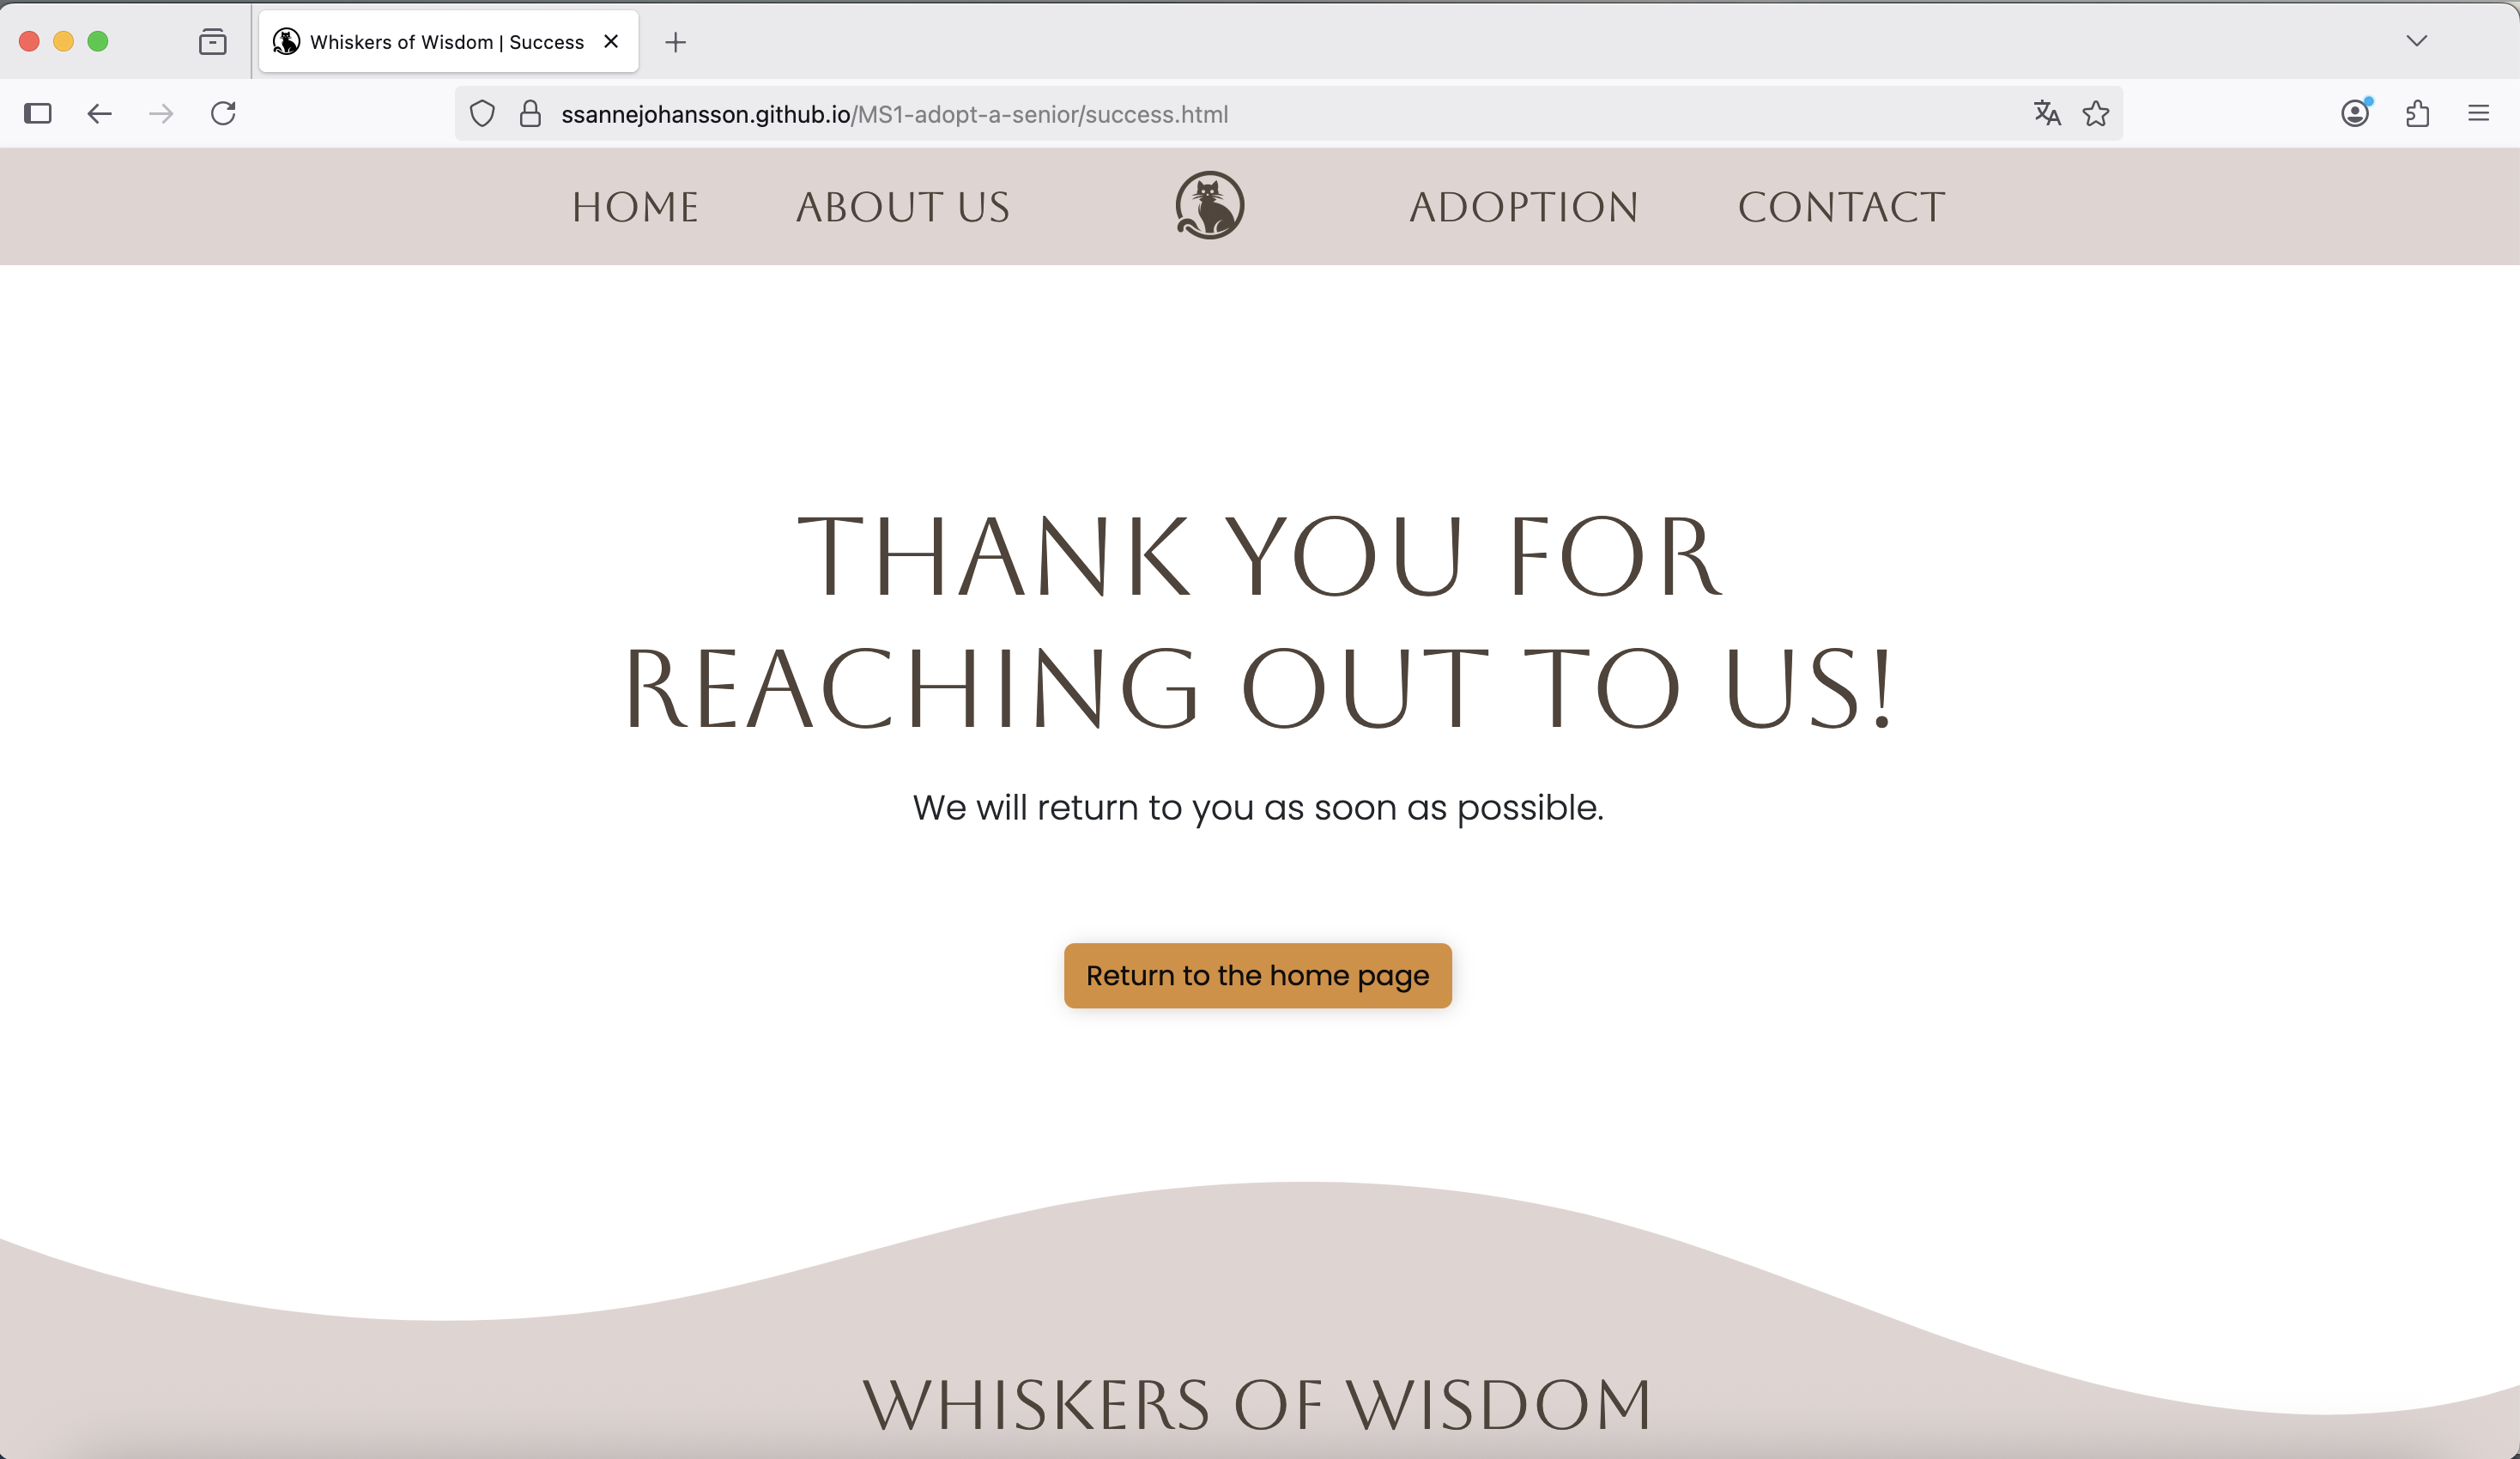 Whiskers of Wisdom | Success
ssannejohansson.github.io/MS1-adopt-a-senior/success.html
HOME ABOUT US ADOPTION CONTACT
THANK YOU FOR
REACHING OUT TO US!
We will return to you as soon as possible.
Return to the home page
WHISKERS OF WISDOM